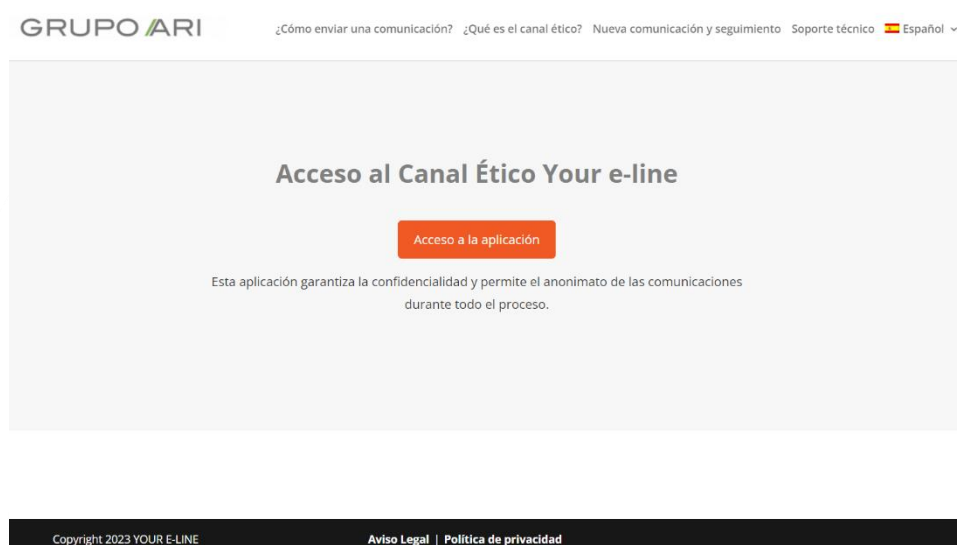 GRUPO ARI
¿Cómo enviar una comunicación? ¿Qué es el canal ético? Nueva comunicación y seguimiento Soporte técnico Español
Acceso al Canal Ético Your e-line
Acceso a la aplicación
Esta aplicación garantiza la confidencialidad y permite el anonimato de las comunicaciones
durante todo el proceso.
Copyright 2023 YOUR E-LINE Aviso Legal | Política de privacidad